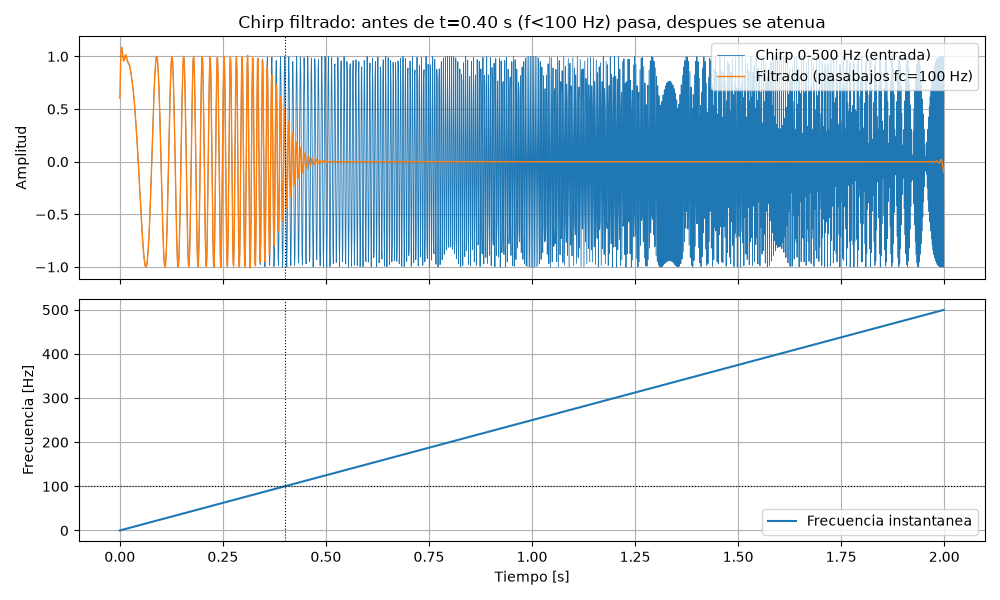 Chirp filtrado: antes de t=0.40 s (f<100 Hz) pasa, despues se atenua
Chirp 0-500 Hz (entrada)
Filtrado (pasabajos fc=100 Hz)
Amplitud
1.0
0.5
0.0
−0.5
−1.0
Frecuencia [Hz]
500
400
300
200
100
0
Frecuencia instantanea
0.00 0.25 0.50 0.75 1.00 1.25 1.50 1.75 2.00
Tiempo [s]